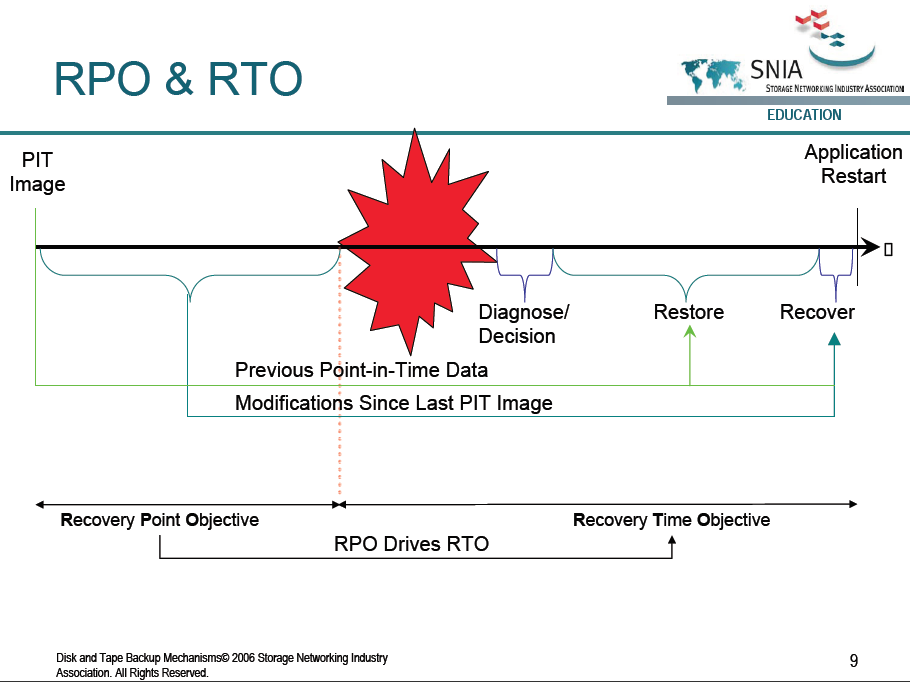 RPO & RTO
SNIA
STORAGE NETWORKING INDUSTRY ASSOCIATION
EDUCATION
PIT
Image
Application
Restart
Diagnose/
Decision
Restore
Recover
Previous Point-in-Time Data
Modifications Since Last PIT Image
Recovery Point Objective
Recovery Time Objective
RPO Drives RTO
Disk and Tape Backup Mechanisms© 2006 Storage Networking Industry
Association. All Rights Reserved.
9